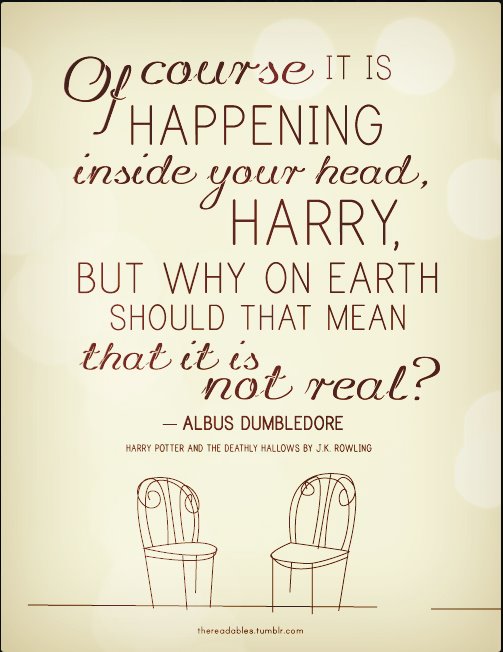 Of course IT IS
HAPPENING
inside your head,
HARRY,
BUT WHY ON EARTH
SHOULD THAT MEAN
that it is
not real?
— ALBUS DUMBLEDORE
HARRY POTTER AND THE DEATHLY HALLOWS BY J.K. ROWLING
thereadables.tumblr.com